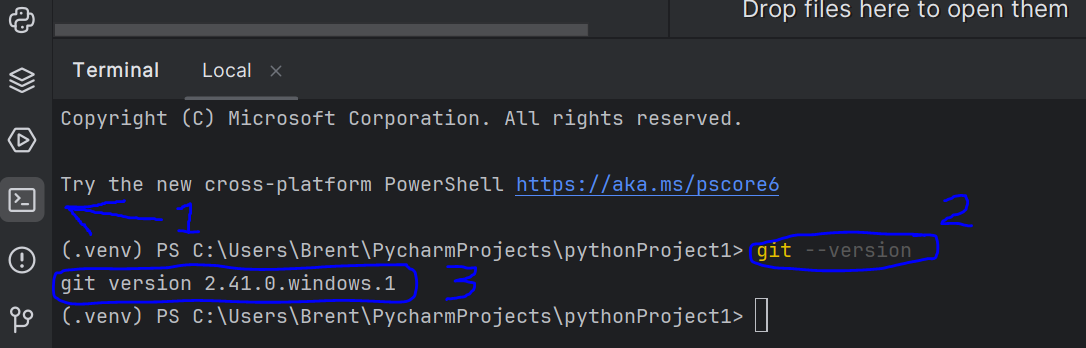 Drop files here to open them
Terminal Local ×
Copyright (C) Microsoft Corporation. All rights reserved.
Try the new cross-platform PowerShell https://aka.ms/pscore6
1
2
(.venv) PS C:\Users\Brent\PycharmProjects\pythonProject1> git --version
git version 2.41.0.windows.1 3
(.venv) PS C:\Users\Brent\PycharmProjects\pythonProject1>